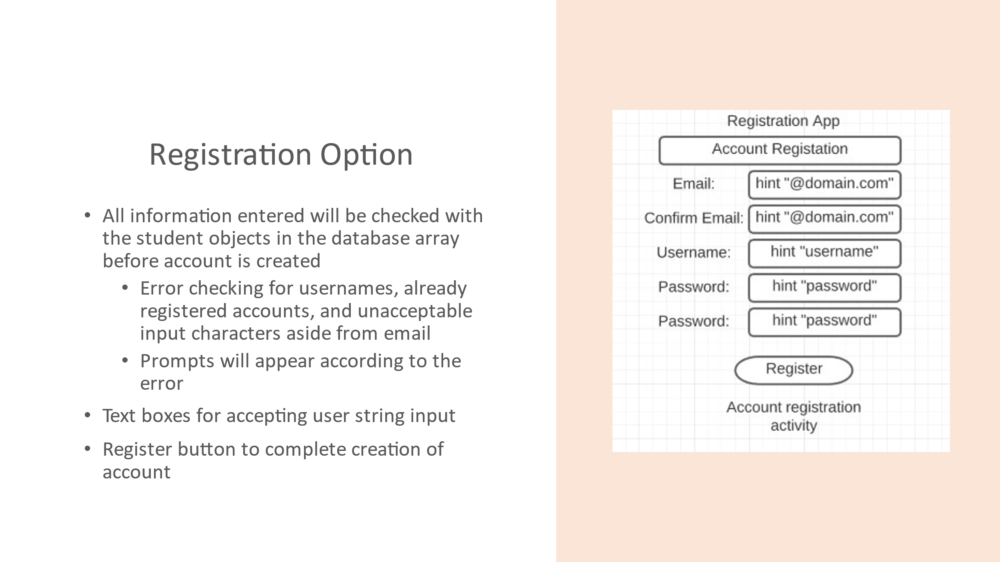 Registration Option
• All information entered will be checked with
the student objects in the database array
before account is created
• Error checking for usernames, already
registered accounts, and unacceptable
input characters aside from email
• Prompts will appear according to the
error
• Text boxes for accepting user string input
• Register button to complete creation of
account
Registration App
Account Registation
Email: hint "@domain.com"
Confirm Email: hint "@domain.com"
Username: hint "username"
Password: hint "password"
Password: hint "password"
Register
Account registration
activity